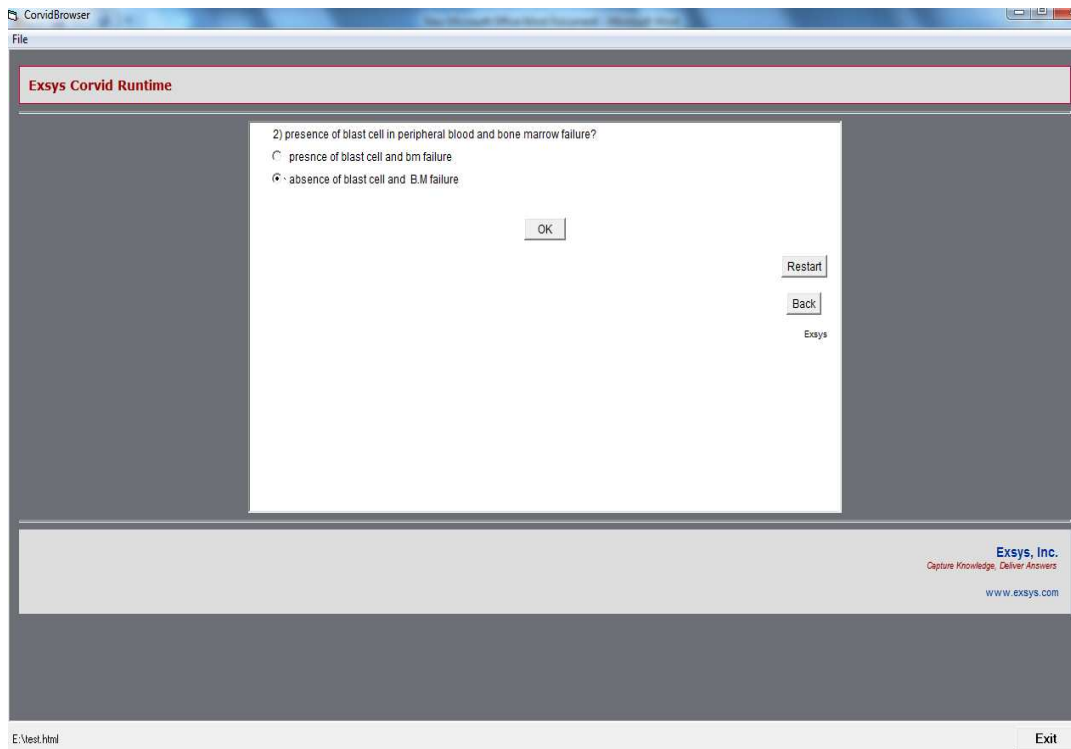 CorvidBrowser
File
Exsys Corvid Runtime
2) presence of blast cell in peripheral blood and bone marrow failure?
presnce of blast cell and bm failure
absence of blast cell and B.M failure
OK
Restart
Back
Exsys
Exsys, Inc.
Capture Knowledge, Deliver Answers
www.exsys.com
E:\test.html
Exit